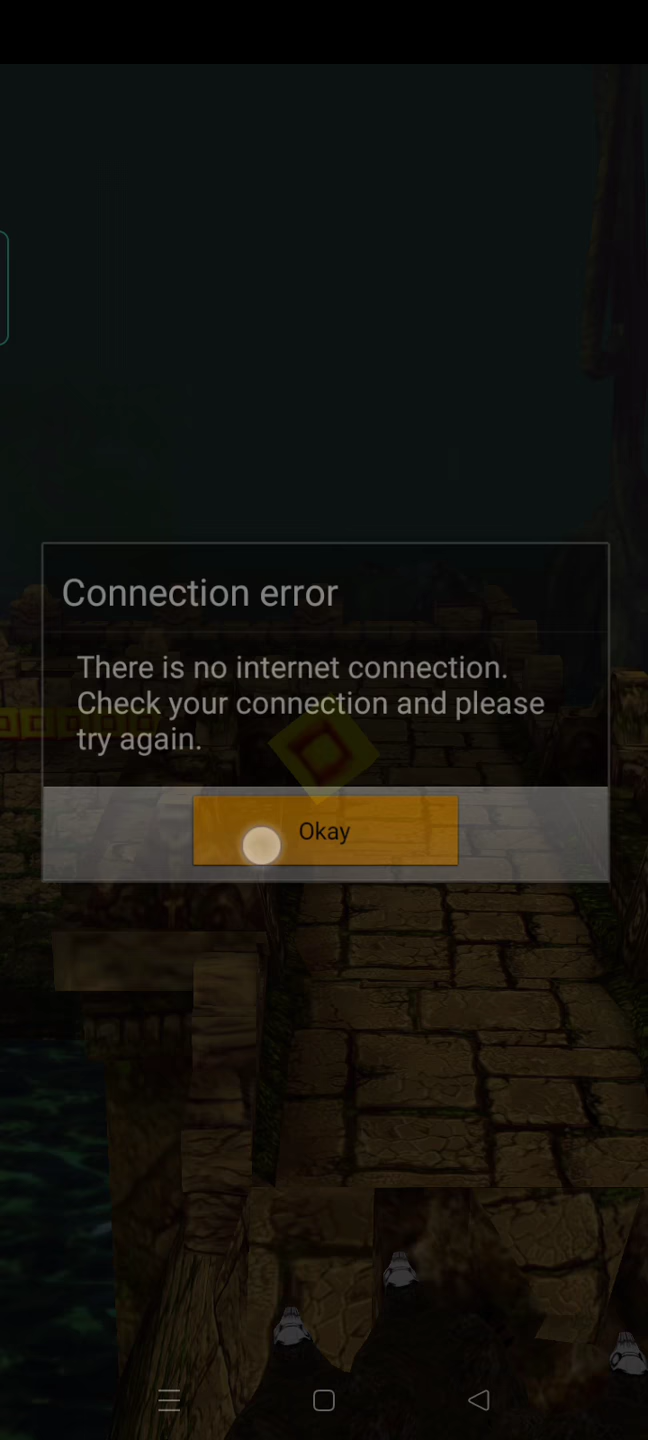 Connection error
There is no internet connection.
Check your connection and please
try again.
Okay